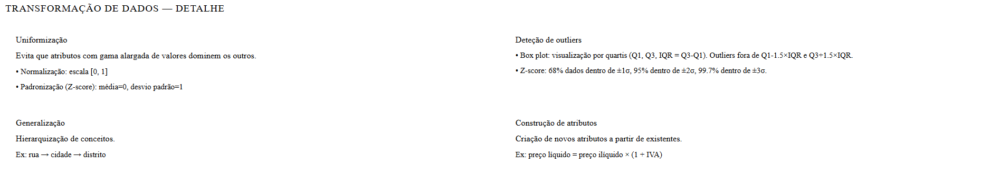 TRANSFORMAÇÃO DE DADOS — DETALHE
Uniformização
Evita que atributos com gama alargada de valores dominem os outros.
• Normalização: escala [0, 1]
• Padronização (Z-score): média=0, desvio padrão=1
Deteção de outliers
• Box plot: visualização por quartis (Q1, Q3, IQR = Q3-Q1). Outliers fora de Q1-1.5×IQR e Q3+1.5×IQR.
• Z-score: 68% dados dentro de ±1σ, 95% dentro de ±2σ, 99.7% dentro de ±3σ.
Generalização
Hierarquização de conceitos.
Ex: rua → cidade → distrito
Construção de atributos
Criação de novos atributos a partir de existentes.
Ex: preço líquido = preço ilíquido × (1 + IVA)